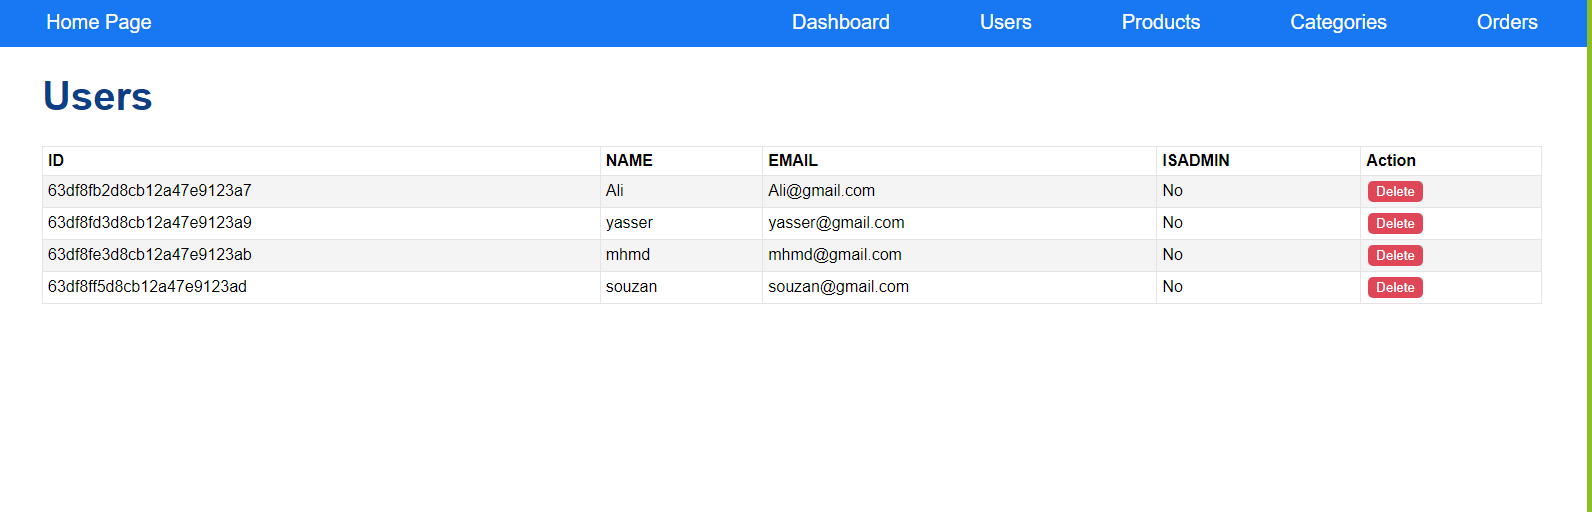 Home Page Dashboard Users Products Categories Orders
Users
ID NAME EMAIL ISADMIN Action
63df8fb2d8cb12a47e9123a7 Ali Ali@gmail.com No Delete
63df8fd3d8cb12a47e9123a9 yasser yasser@gmail.com No Delete
63df8fe3d8cb12a47e9123ab mhmd mhmd@gmail.com No Delete
63df8ff5d8cb12a47e9123ad souzan souzan@gmail.com No Delete